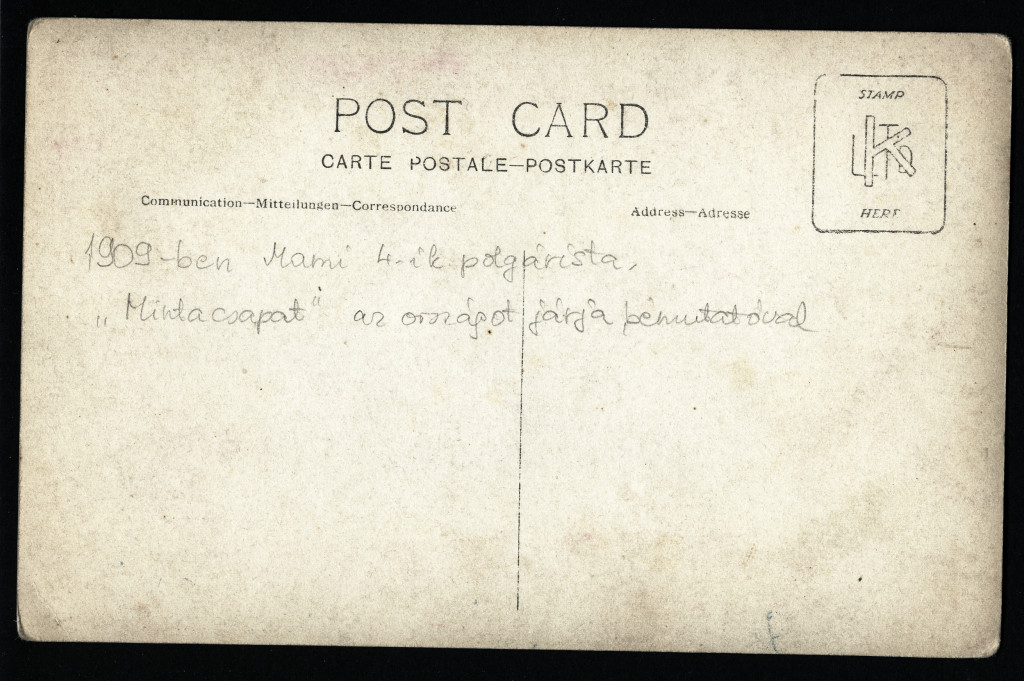 POST CARD
CARTE POSTALE—POSTKARTE
Communication—Mitteilungen—Correspondance
Address—Adresse
STAMP
HERE
1909-ben Mami 4-ik polgárista,
„Mintacsapat" az országot járja bemutatóval